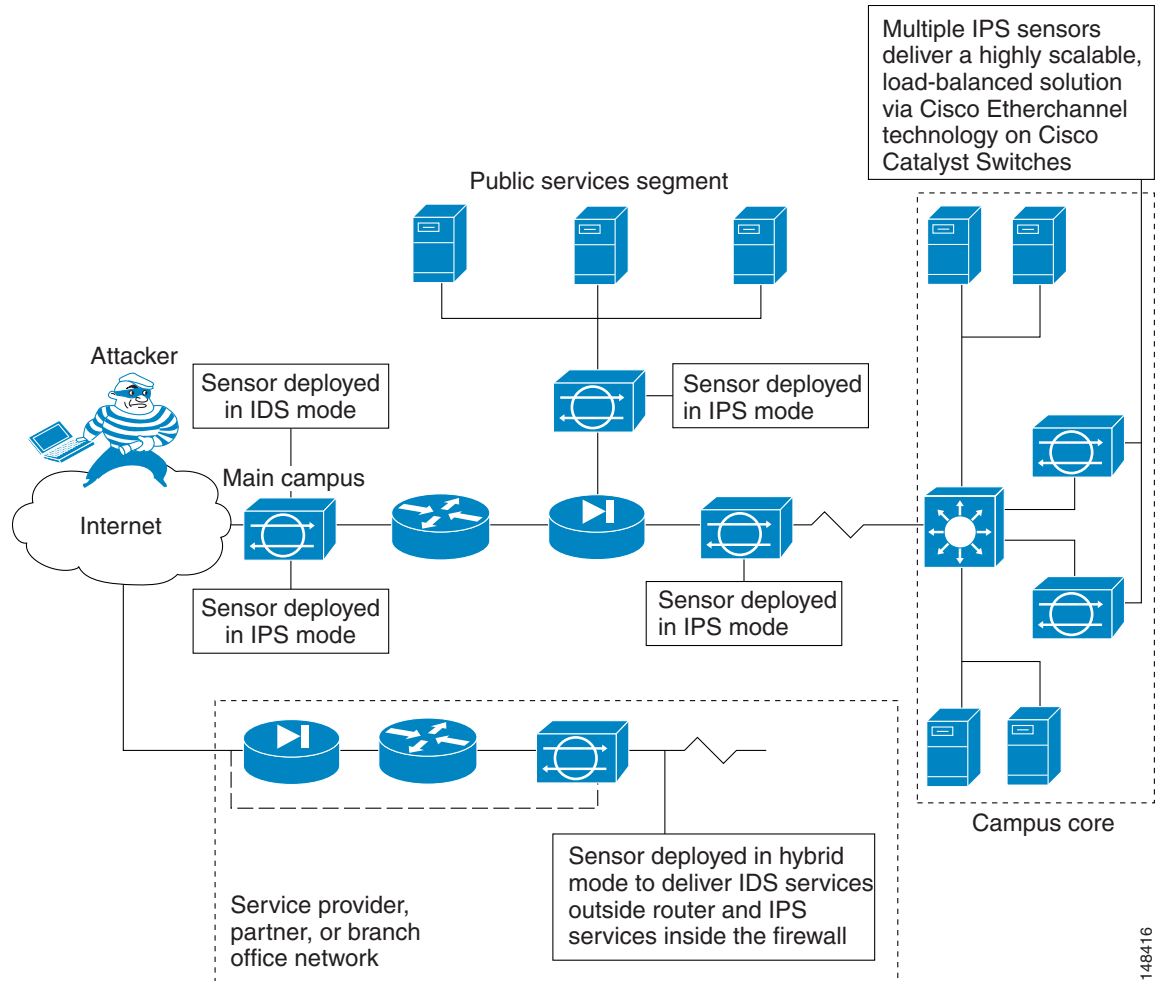 Multiple IPS sensors
deliver a highly scalable,
load-balanced solution
via Cisco Etherchannel
technology on Cisco
Catalyst Switches
Public services segment
Attacker
Sensor deployed
in IDS mode
Sensor deployed
in IPS mode
Main campus
Internet
Sensor deployed
in IPS mode
Sensor deployed
in IPS mode
Campus core
Sensor deployed in hybrid
mode to deliver IDS services
outside router and IPS
services inside the firewall
Service provider,
partner, or branch
office network
148416